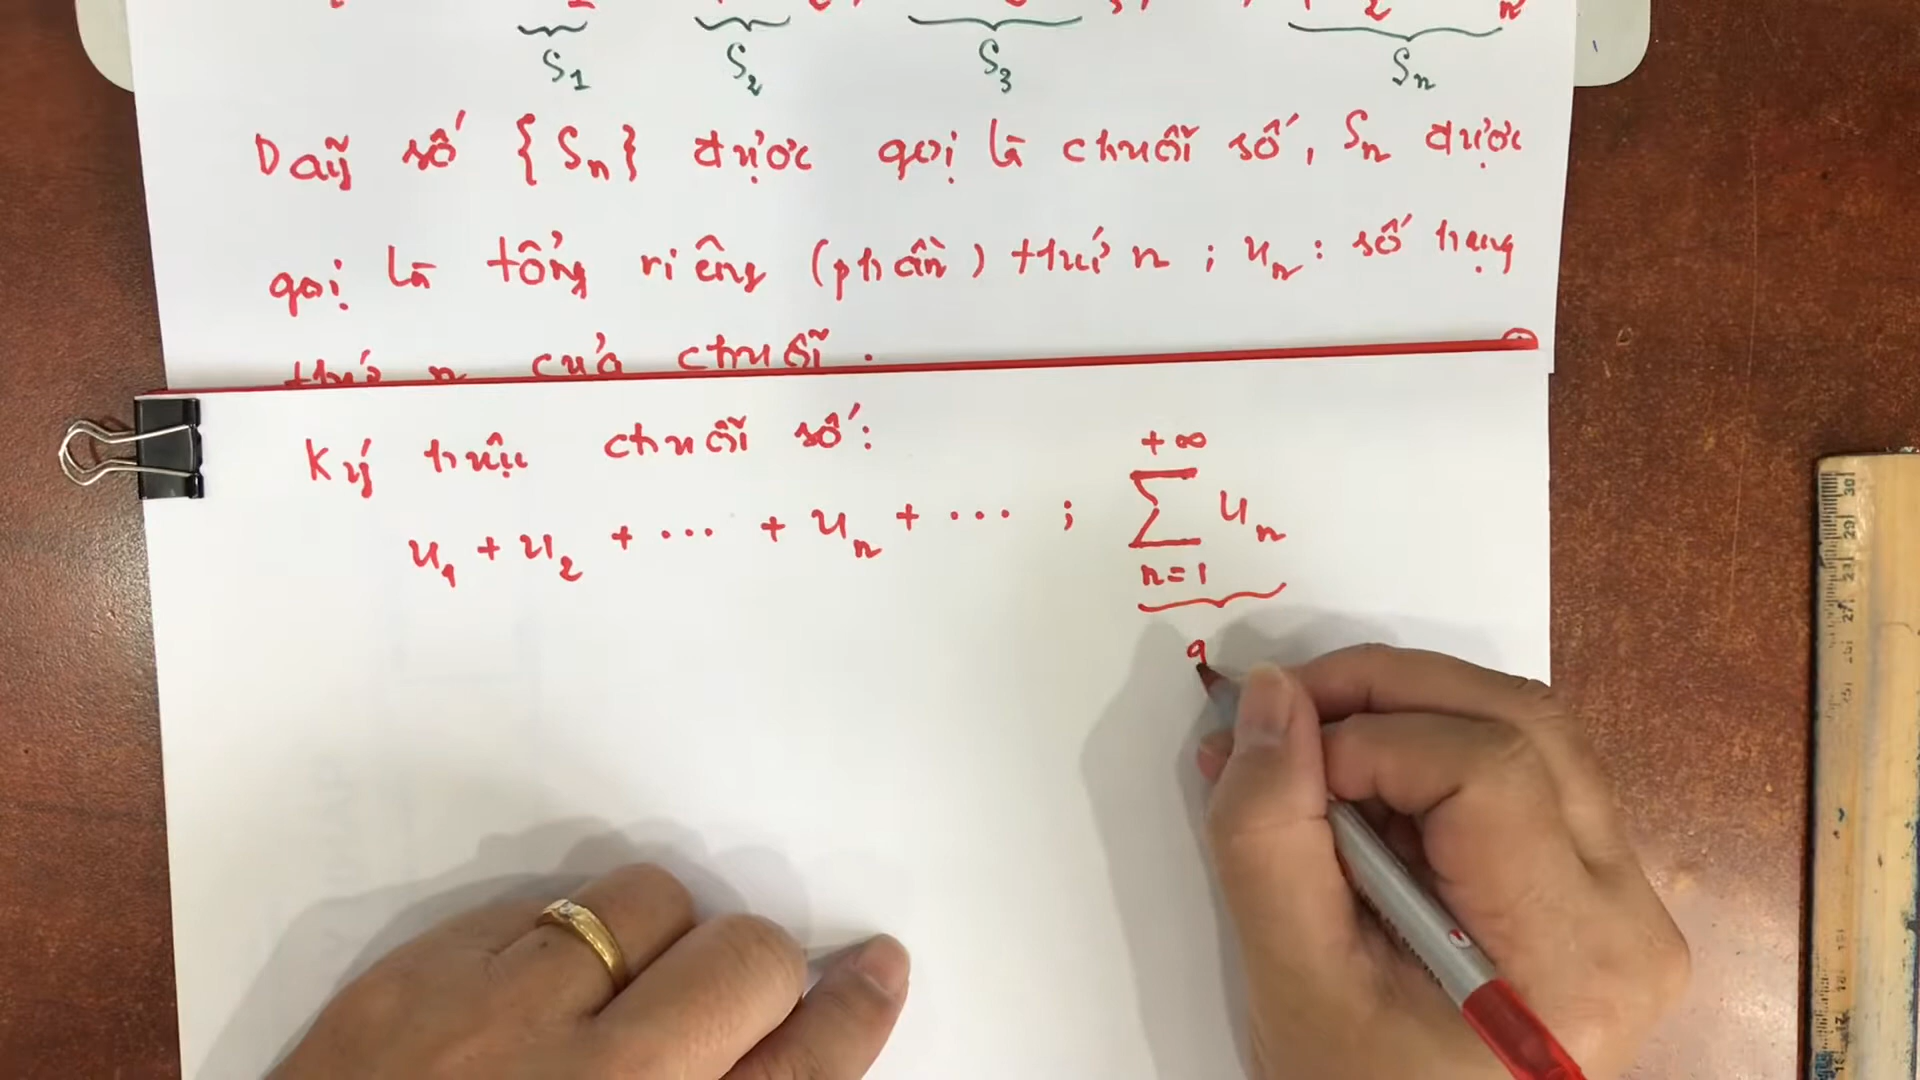 S₁ S₂ S₃ Sₙ
Dãy số {Sₙ} được gọi là chuỗi số, Sₙ được
gọi là tổng riêng (phần) thứ n ; uₙ : số hạng
thứ n của chuỗi .
Ký hiệu chuỗi số:
+∞
u₁ + u₂ + ... + uₙ + ... ; ∑ uₙ
n=1